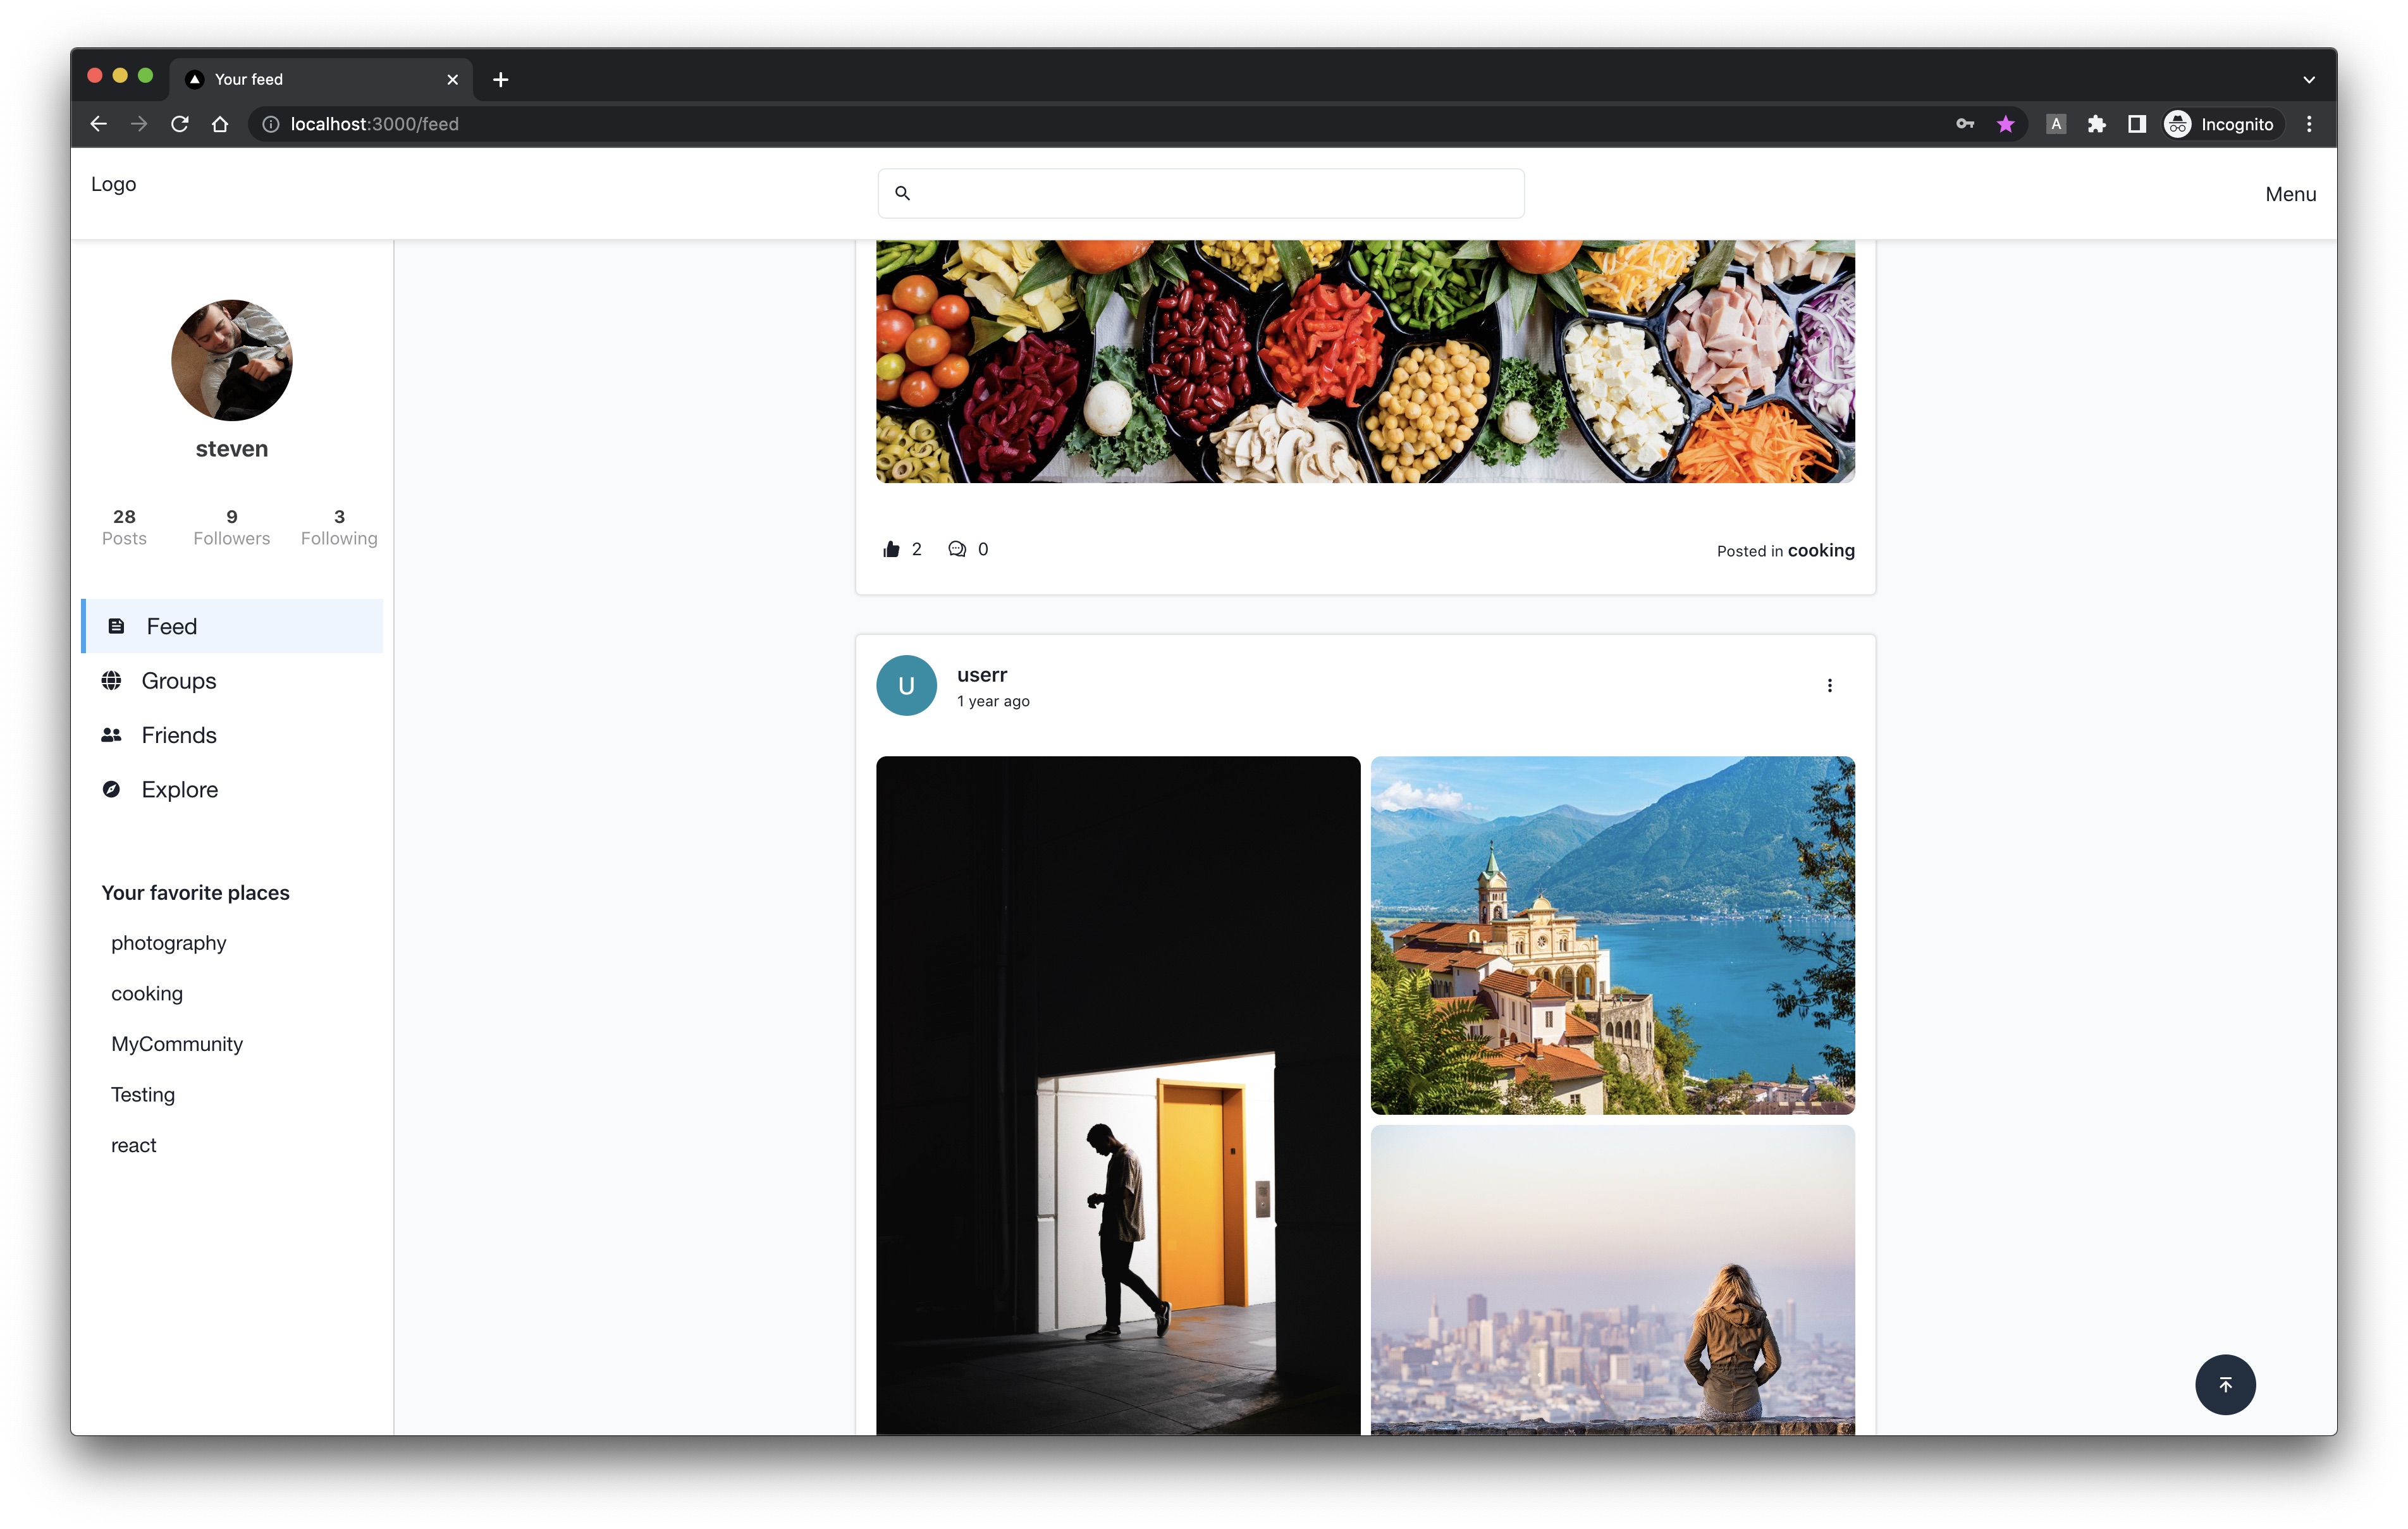 Your feed
localhost:3000/feed
A
Incognito
Logo
Menu
steven
28 9 3
Posts Followers Following
Feed
Groups
Friends
Explore
Your favorite places
photography
cooking
MyCommunity
Testing
react
2 0 Posted in cooking
U
userr
1 year ago